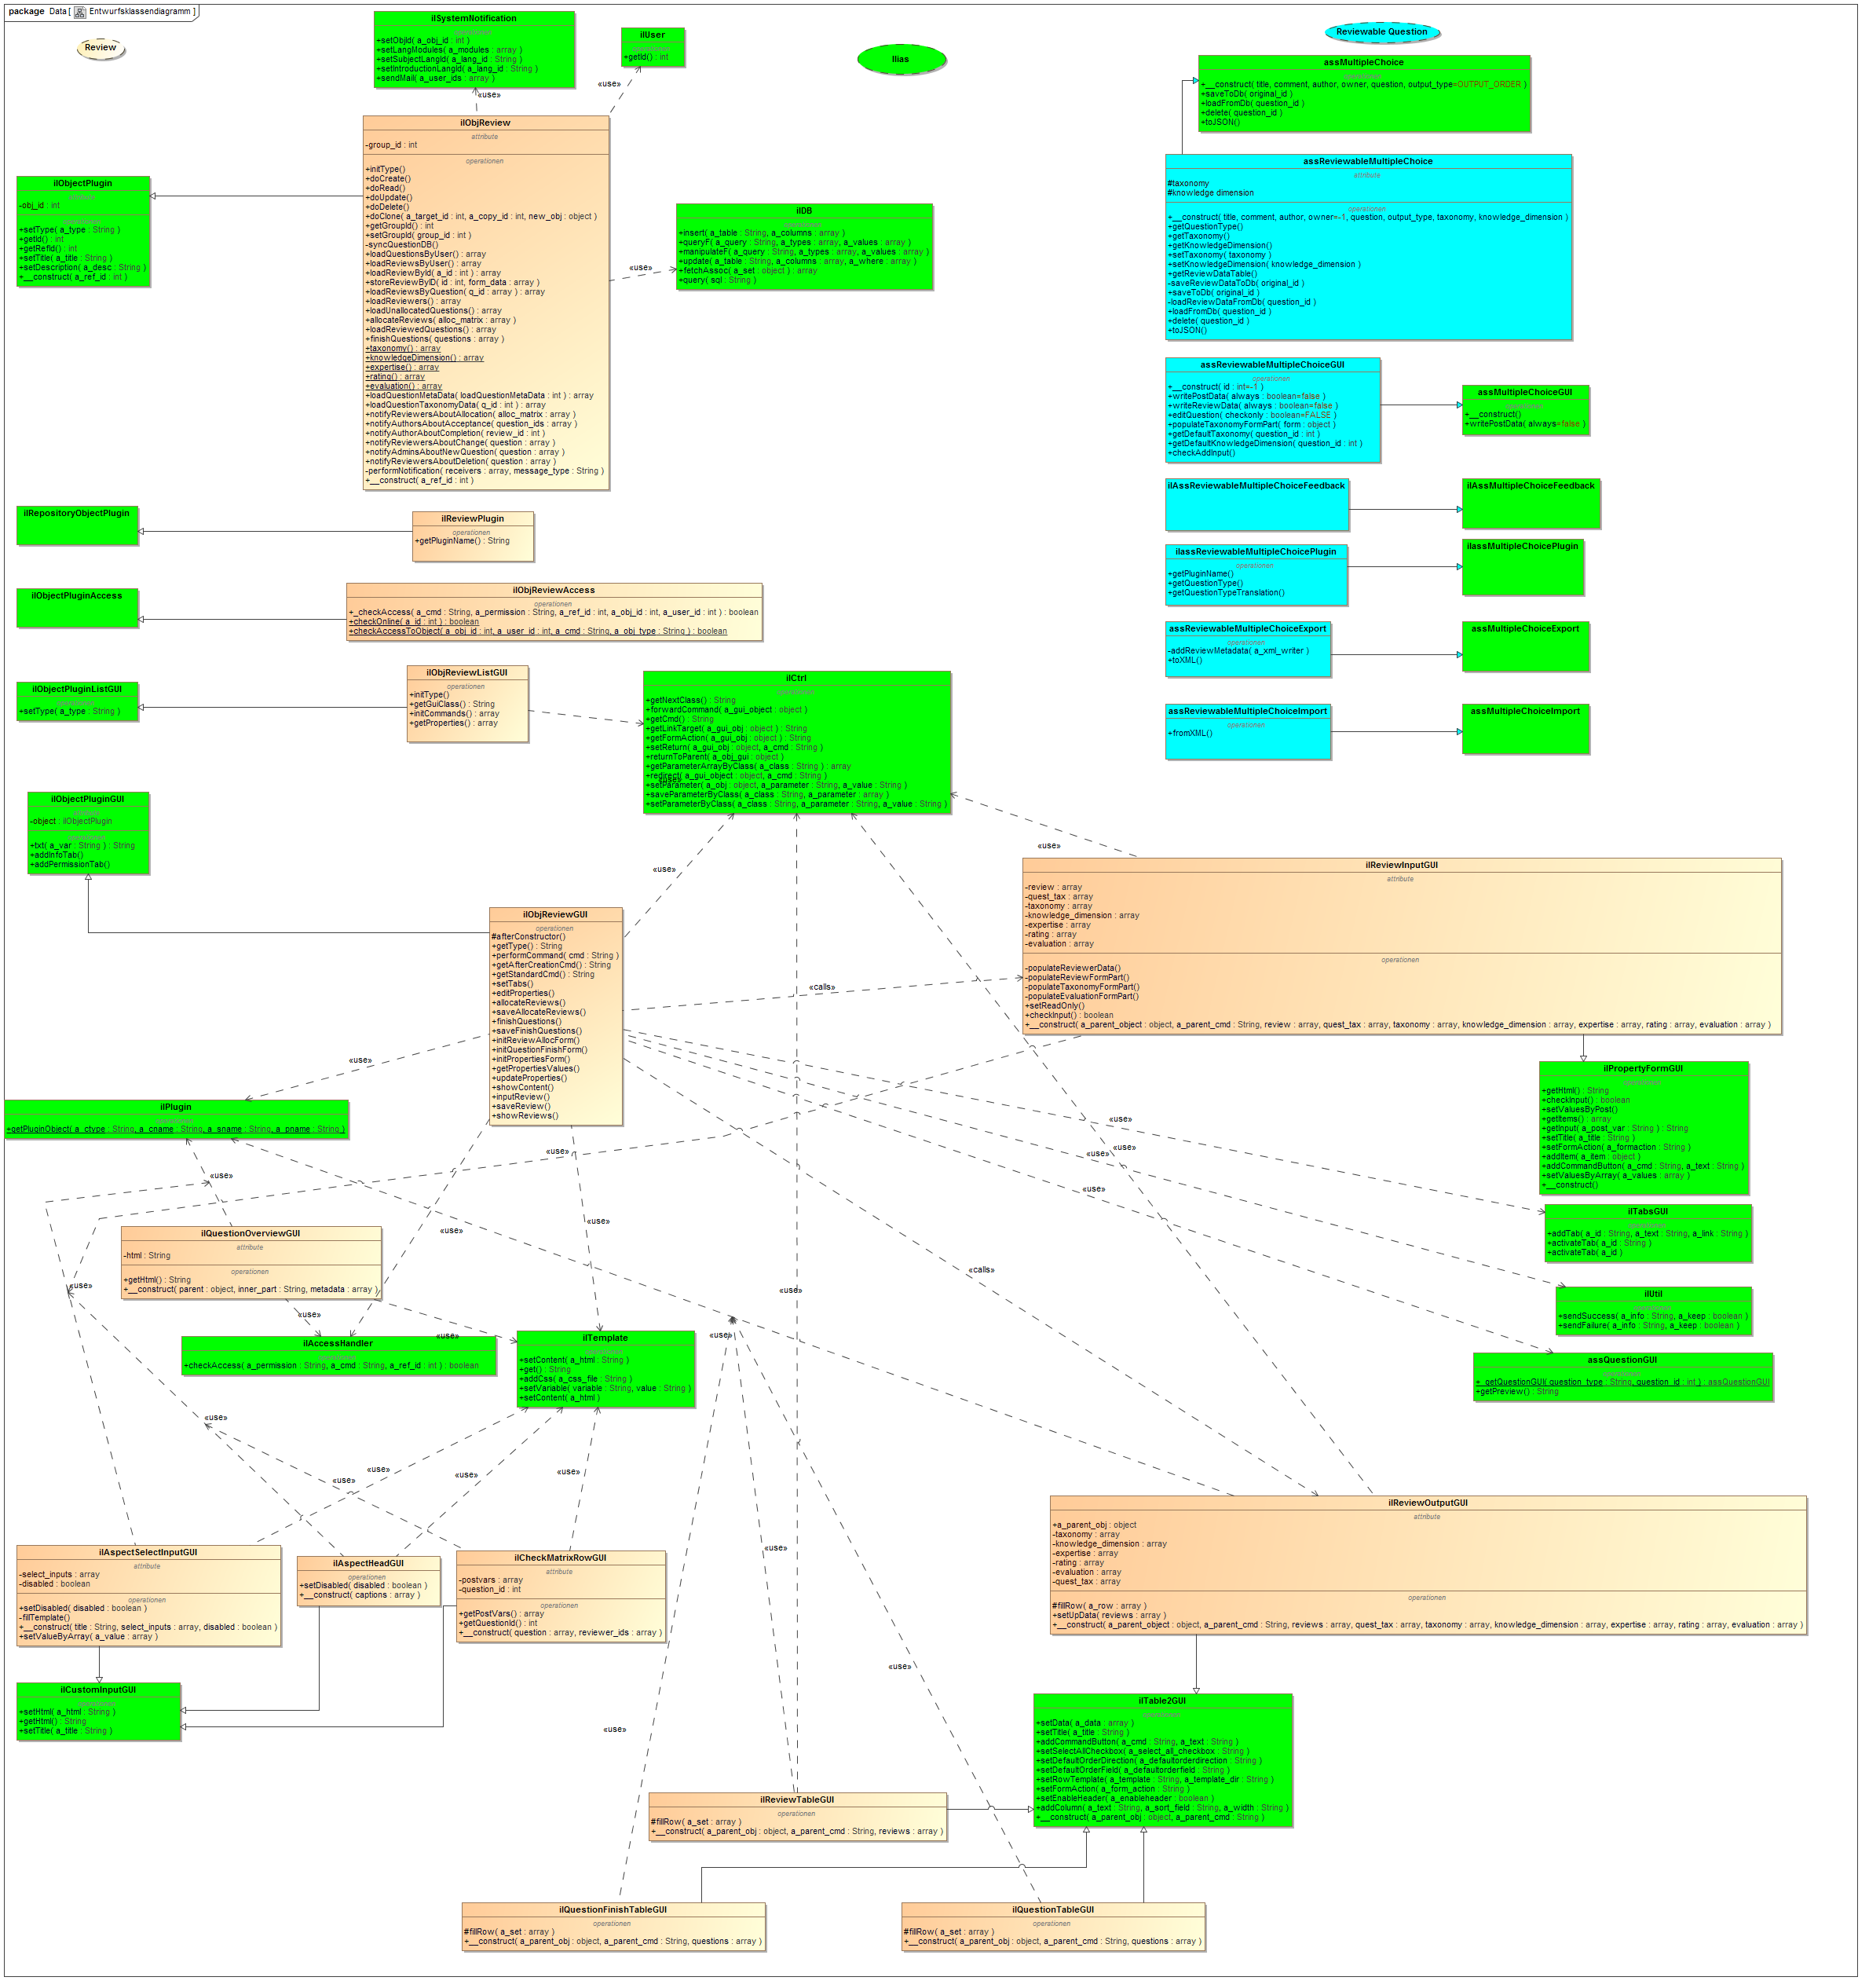 package Data [ Entwurfsklassendiagramm ]
Review
ilSystemNotification
operationen
+setObjId( a_obj_id : int )
+setLangModules( a_modules : array )
+setSubjectLangId( a_lang_id : String )
+setIntroductionLangId( a_lang_id : String )
+sendMail( a_user_ids : array )
ilUser
operationen
+getId() : int
Ilias
Reviewable Question
«use»
«use»
assMultipleChoice
operationen
+__construct( title, comment, author, owner, question, output_type=OUTPUT_ORDER )
+saveToDb( original_id )
+loadFromDb( question_id )
+delete( question_id )
+toJSON()
ilObjReview
attribute
-group_id : int
operationen
+initType()
+doCreate()
+doRead()
+doUpdate()
+doDelete()
+doClone( a_target_id : int, a_copy_id : int, new_obj : object )
+getGroupId() : int
+setGroupId( group_id : int )
-syncQuestionDB()
+loadQuestionsByUser() : array
+loadReviewsByUser() : array
+loadReviewById( a_id : int ) : array
+storeReviewByID( id : int, form_data : array )
+loadReviewsByQuestion( q_id : array ) : array
+loadReviewers() : array
+loadUnallocatedQuestions() : array
+allocateReviews( alloc_matrix : array )
+loadReviewedQuestions() : array
+finishQuestions( questions : array )
+taxonomy() : array
+knowledgeDimension() : array
+expertise() : array
+rating() : array
+evaluation() : array
+loadQuestionMetaData( loadQuestionMetaData : int ) : array
+loadQuestionTaxonomyData( q_id : int ) : array
+notifyReviewersAboutAllocation( alloc_matrix : array )
+notifyAuthorsAboutAcceptance( question_ids : array )
+notifyAuthorAboutCompletion( review_id : int )
+notifyReviewersAboutChange( question : array )
+notifyAdminsAboutNewQuestion( question : array )
+notifyReviewersAboutDeletion( question : array )
-performNotification( receivers : array, message_type : String )
+__construct( a_ref_id : int )
ilObjectPlugin
attribute
-obj_id : int
operationen
+setType( a_type : String )
+getId() : int
+getRefId() : int
+setTitle( a_title : String )
+setDescription( a_desc : String )
+__construct( a_ref_id : int )
«use»
ilDB
operationen
+insert( a_table : String, a_columns : array )
+queryF( a_query : String, a_types : array, a_values : array )
+manipulateF( a_query : String, a_types : array, a_values : array )
+update( a_table : String, a_columns : array, a_where : array )
+fetchAssoc( a_set : object ) : array
+query( sql : String )
assReviewableMultipleChoice
attribute
#taxonomy
#knowledge dimension
operationen
+__construct( title, comment, author, owner=-1, question, output_type, taxonomy, knowledge_dimension )
+getQuestionType()
+getTaxonomy()
+getKnowledgeDimension()
+setTaxonomy( taxonomy )
+setKnowledgeDimension( knowledge_dimension )
+getReviewDataTable()
-saveReviewDataToDb( original_id )
+saveToDb( original_id )
-loadReviewDataFromDb( question_id )
+loadFromDb( question_id )
+delete( question_id )
+toJSON()
assReviewableMultipleChoiceGUI
operationen
+__construct( id : int=-1 )
+writePostData( always : boolean=false )
+writeReviewData( always : boolean=false )
+editQuestion( checkonly : boolean=FALSE )
+populateTaxonomyFormPart( form : object )
+getDefaultTaxonomy( question_id : int )
+getDefaultKnowledgeDimension( question_id : int )
+checkAddInput()
assMultipleChoiceGUI
operationen
+__construct()
+writePostData( always=false )
ilAssReviewableMultipleChoiceFeedback
ilAssMultipleChoiceFeedback
ilRepositoryObjectPlugin
ilReviewPlugin
operationen
+getPluginName() : String
ilassReviewableMultipleChoicePlugin
operationen
+getPluginName()
+getQuestionType()
+getQuestionTypeTranslation()
ilassMultipleChoicePlugin
ilObjectPluginAccess
ilObjReviewAccess
operationen
+_checkAccess( a_cmd : String, a_permission : String, a_ref_id : int, a_obj_id : int, a_user_id : int ) : boolean
+checkOnline( a_id : int ) : boolean
+checkAccessToObject( a_obj_id : int, a_user_id : int, a_cmd : String, a_obj_type : String ) : boolean
assReviewableMultipleChoiceExport
operationen
-addReviewMetadata( a_xml_writer )
+toXML()
assMultipleChoiceExport
ilObjectPluginListGUI
operationen
+setType( a_type : String )
ilObjReviewListGUI
operationen
+initType()
+getGuiClass() : String
+initCommands() : array
+getProperties() : array
«use»
ilCtrl
operationen
+getNextClass() : String
+forwardCommand( a_gui_object : object )
+getCmd() : String
+getLinkTarget( a_gui_obj : object ) : String
+getFormAction( a_gui_obj : object ) : String
+setReturn( a_gui_obj : object, a_cmd : String )
+returnToParent( a_obj_gui : object )
+getParameterArrayByClass( a_class : String ) : array
+redirect( a_gui_object : object, a_cmd : String )
+setParameter( a_obj : object, a_parameter : String, a_value : String )
+saveParameterByClass( a_class : String, a_parameter : array )
+setParameterByClass( a_class : String, a_parameter : String, a_value : String )
assReviewableMultipleChoiceImport
operationen
+fromXML()
assMultipleChoiceImport
ilObjectPluginGUI
attribute
-object : ilObjectPlugin
operationen
+txt( a_var : String ) : String
+addInfoTab()
+addPermissionTab()
«use»
«use»
ilReviewInputGUI
attribute
-review : array
-quest_tax : array
-taxonomy : array
-knowledge_dimension : array
-expertise : array
-rating : array
-evaluation : array
operationen
-populateReviewerData()
-populateReviewFormPart()
-populateTaxonomyFormPart()
-populateEvaluationFormPart()
+setReadOnly()
+checkInput() : boolean
+__construct( a_parent_object : object, a_parent_cmd : String, review : array, quest_tax : array, taxonomy : array, knowledge_dimension : array, expertise : array, rating : array, evaluation : array )
ilObjReviewGUI
operationen
#afterConstructor()
+getType() : String
+performCommand( cmd : String )
+getAfterCreationCmd() : String
+getStandardCmd() : String
+setTabs()
+editProperties()
+allocateReviews()
+saveAllocateReviews()
+finishQuestions()
+saveFinishQuestions()
+initReviewAllocForm()
+initQuestionFinishForm()
+initPropertiesForm()
+getPropertiesValues()
+updateProperties()
+showContent()
+inputReview()
+saveReview()
+showReviews()
«calls»
«use»
ilPropertyFormGUI
operationen
+getHtml() : String
+checkInput() : boolean
+setValuesByPost()
+getItems() : array
+getInput( a_post_var : String ) : String
+setTitle( a_title : String )
+setFormAction( a_formaction : String )
+addItem( a_item : object )
+addCommandButton( a_cmd : String, a_text : String )
+setValuesByArray( a_values : array )
+__construct()
ilPlugin
operationen
+getPluginObject( a_ctype : String, a_cname : String, a_sname : String, a_pname : String )
«use»
«use»
«use»
«use»
«use»
ilTabsGUI
operationen
+addTab( a_id : String, a_text : String, a_link : String )
+activateTab( a_id : String )
+activateTab( a_id )
ilQuestionOverviewGUI
attribute
-html : String
operationen
+getHtml() : String
+__construct( parent : object, inner_part : String, metadata : array )
«use»
«use»
«use»
«calls»
«use»
«use»
ilUtil
operationen
+sendSuccess( a_info : String, a_keep : boolean )
+sendFailure( a_info : String, a_keep : boolean )
«use»
«use»
«use»
ilAccessHandler
operationen
+checkAccess( a_permission : String, a_cmd : String, a_ref_id : int ) : boolean
ilTemplate
operationen
+setContent( a_html : String )
+get() : String
+addCss( a_css_file : String )
+setVariable( variable : String, value : String )
+setContent( a_html )
assQuestionGUI
operationen
+_getQuestionGUI( question_type : String, question_id : int ) : assQuestionGUI
+getPreview() : String
«use»
«use»
«use»
«use»
«use»
«use»
ilReviewOutputGUI
attribute
+a_parent_obj : object
-taxonomy : array
-knowledge_dimension : array
-expertise : array
-rating : array
-evaluation : array
-quest_tax : array
operationen
#fillRow( a_row : array )
+setUpData( reviews : array )
+__construct( a_parent_object : object, a_parent_cmd : String, reviews : array, quest_tax : array, taxonomy : array, knowledge_dimension : array, expertise : array, rating : array, evaluation : array )
ilAspectSelectInputGUI
attribute
-select_inputs : array
-disabled : boolean
operationen
+setDisabled( disabled : boolean )
-fillTemplate()
+__construct( title : String, select_inputs : array, disabled : boolean )
+setValueByArray( a_value : array )
ilAspectHeadGUI
operationen
+setDisabled( disabled : boolean )
+__construct( captions : array )
ilCheckMatrixRowGUI
attribute
-postvars : array
-question_id : int
operationen
+getPostVars() : array
+getQuestionId() : int
+__construct( question : array, reviewer_ids : array )
«use»
ilCustomInputGUI
operationen
+setHtml( a_html : String )
+getHtml() : String
+setTitle( a_title : String )
«use»
ilTable2GUI
operationen
+setData( a_data : array )
+setTitle( a_title : String )
+addCommandButton( a_cmd : String, a_text : String )
+setSelectAllCheckbox( a_select_all_checkbox : String )
+setDefaultOrderDirection( a_defaultorderdirection : String )
+setDefaultOrderField( a_defaultorderfield : String )
+setRowTemplate( a_template : String, a_template_dir : String )
+setFormAction( a_form_action : String )
+setEnableHeader( a_enableheader : boolean )
+addColumn( a_text : String, a_sort_field : String, a_width : String )
+__construct( a_parent_obj : object, a_parent_cmd : String )
ilReviewTableGUI
operationen
#fillRow( a_set : array )
+__construct( a_parent_obj : object, a_parent_cmd : String, reviews : array )
ilQuestionFinishTableGUI
operationen
#fillRow( a_set : array )
+__construct( a_parent_obj : object, a_parent_cmd : String, questions : array )
ilQuestionTableGUI
operationen
#fillRow( a_set : array )
+__construct( a_parent_obj : object, a_parent_cmd : String, questions : array )